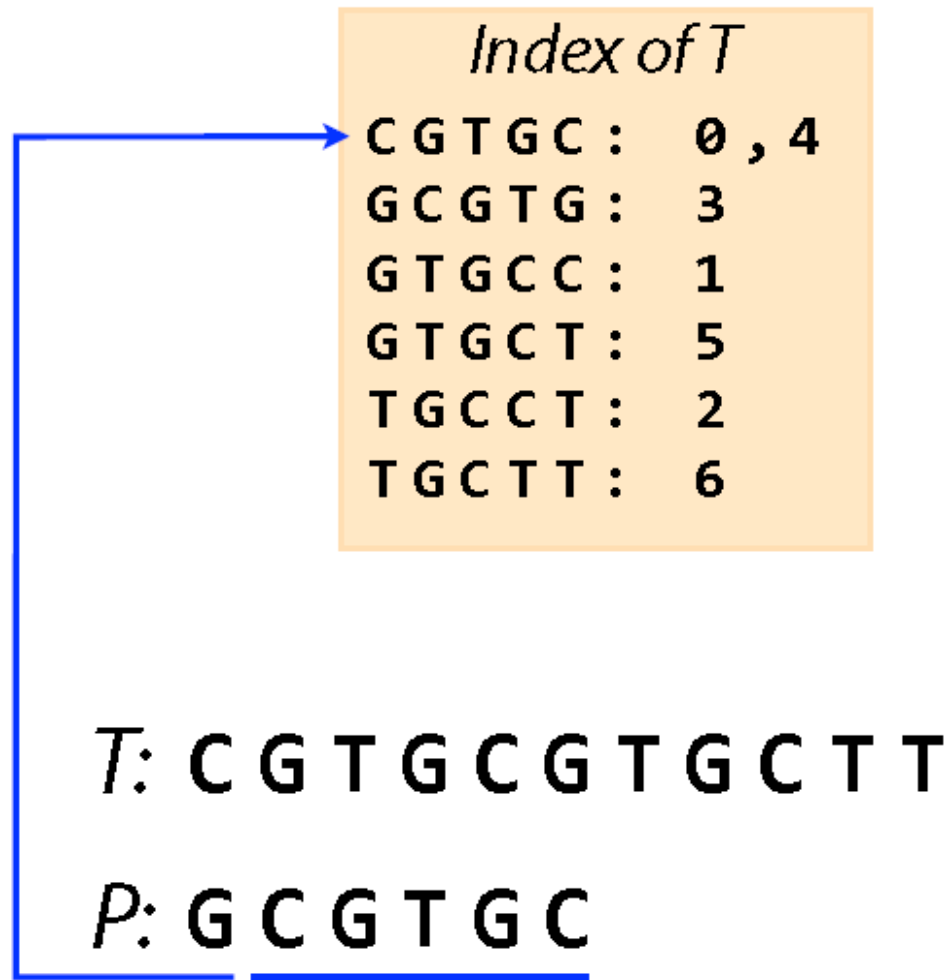 Index of T
CGTGC: 0,4
GCGTG: 3
GTGCC: 1
GTGCT: 5
TGCCT: 2
TGCTT: 6
T: CGTGCGTGCTT
P: GCGTGC